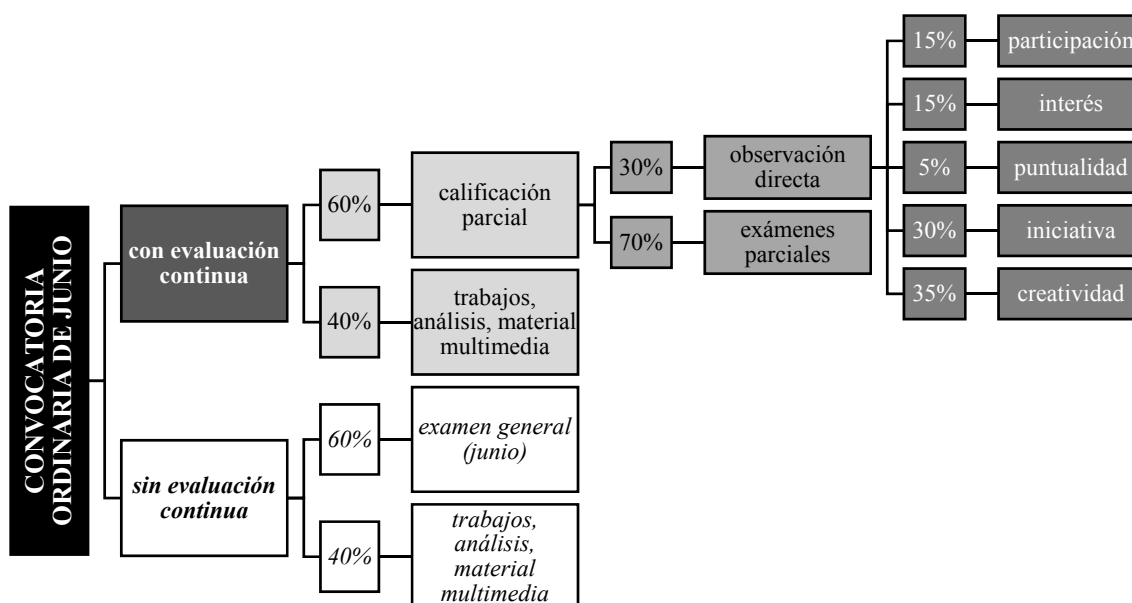 CONVOCATORIA
ORDINARIA DE JUNIO
con evaluación
continua
60%
calificación
parcial
30%
observación
directa
15%
participación
15%
interés
5%
puntualidad
30%
iniciativa
35%
creatividad
70%
exámenes
parciales
40%
trabajos,
análisis, material
multimedia
sin evaluación
continua
60%
examen general
(junio)
40%
trabajos,
análisis,
material
multimedia